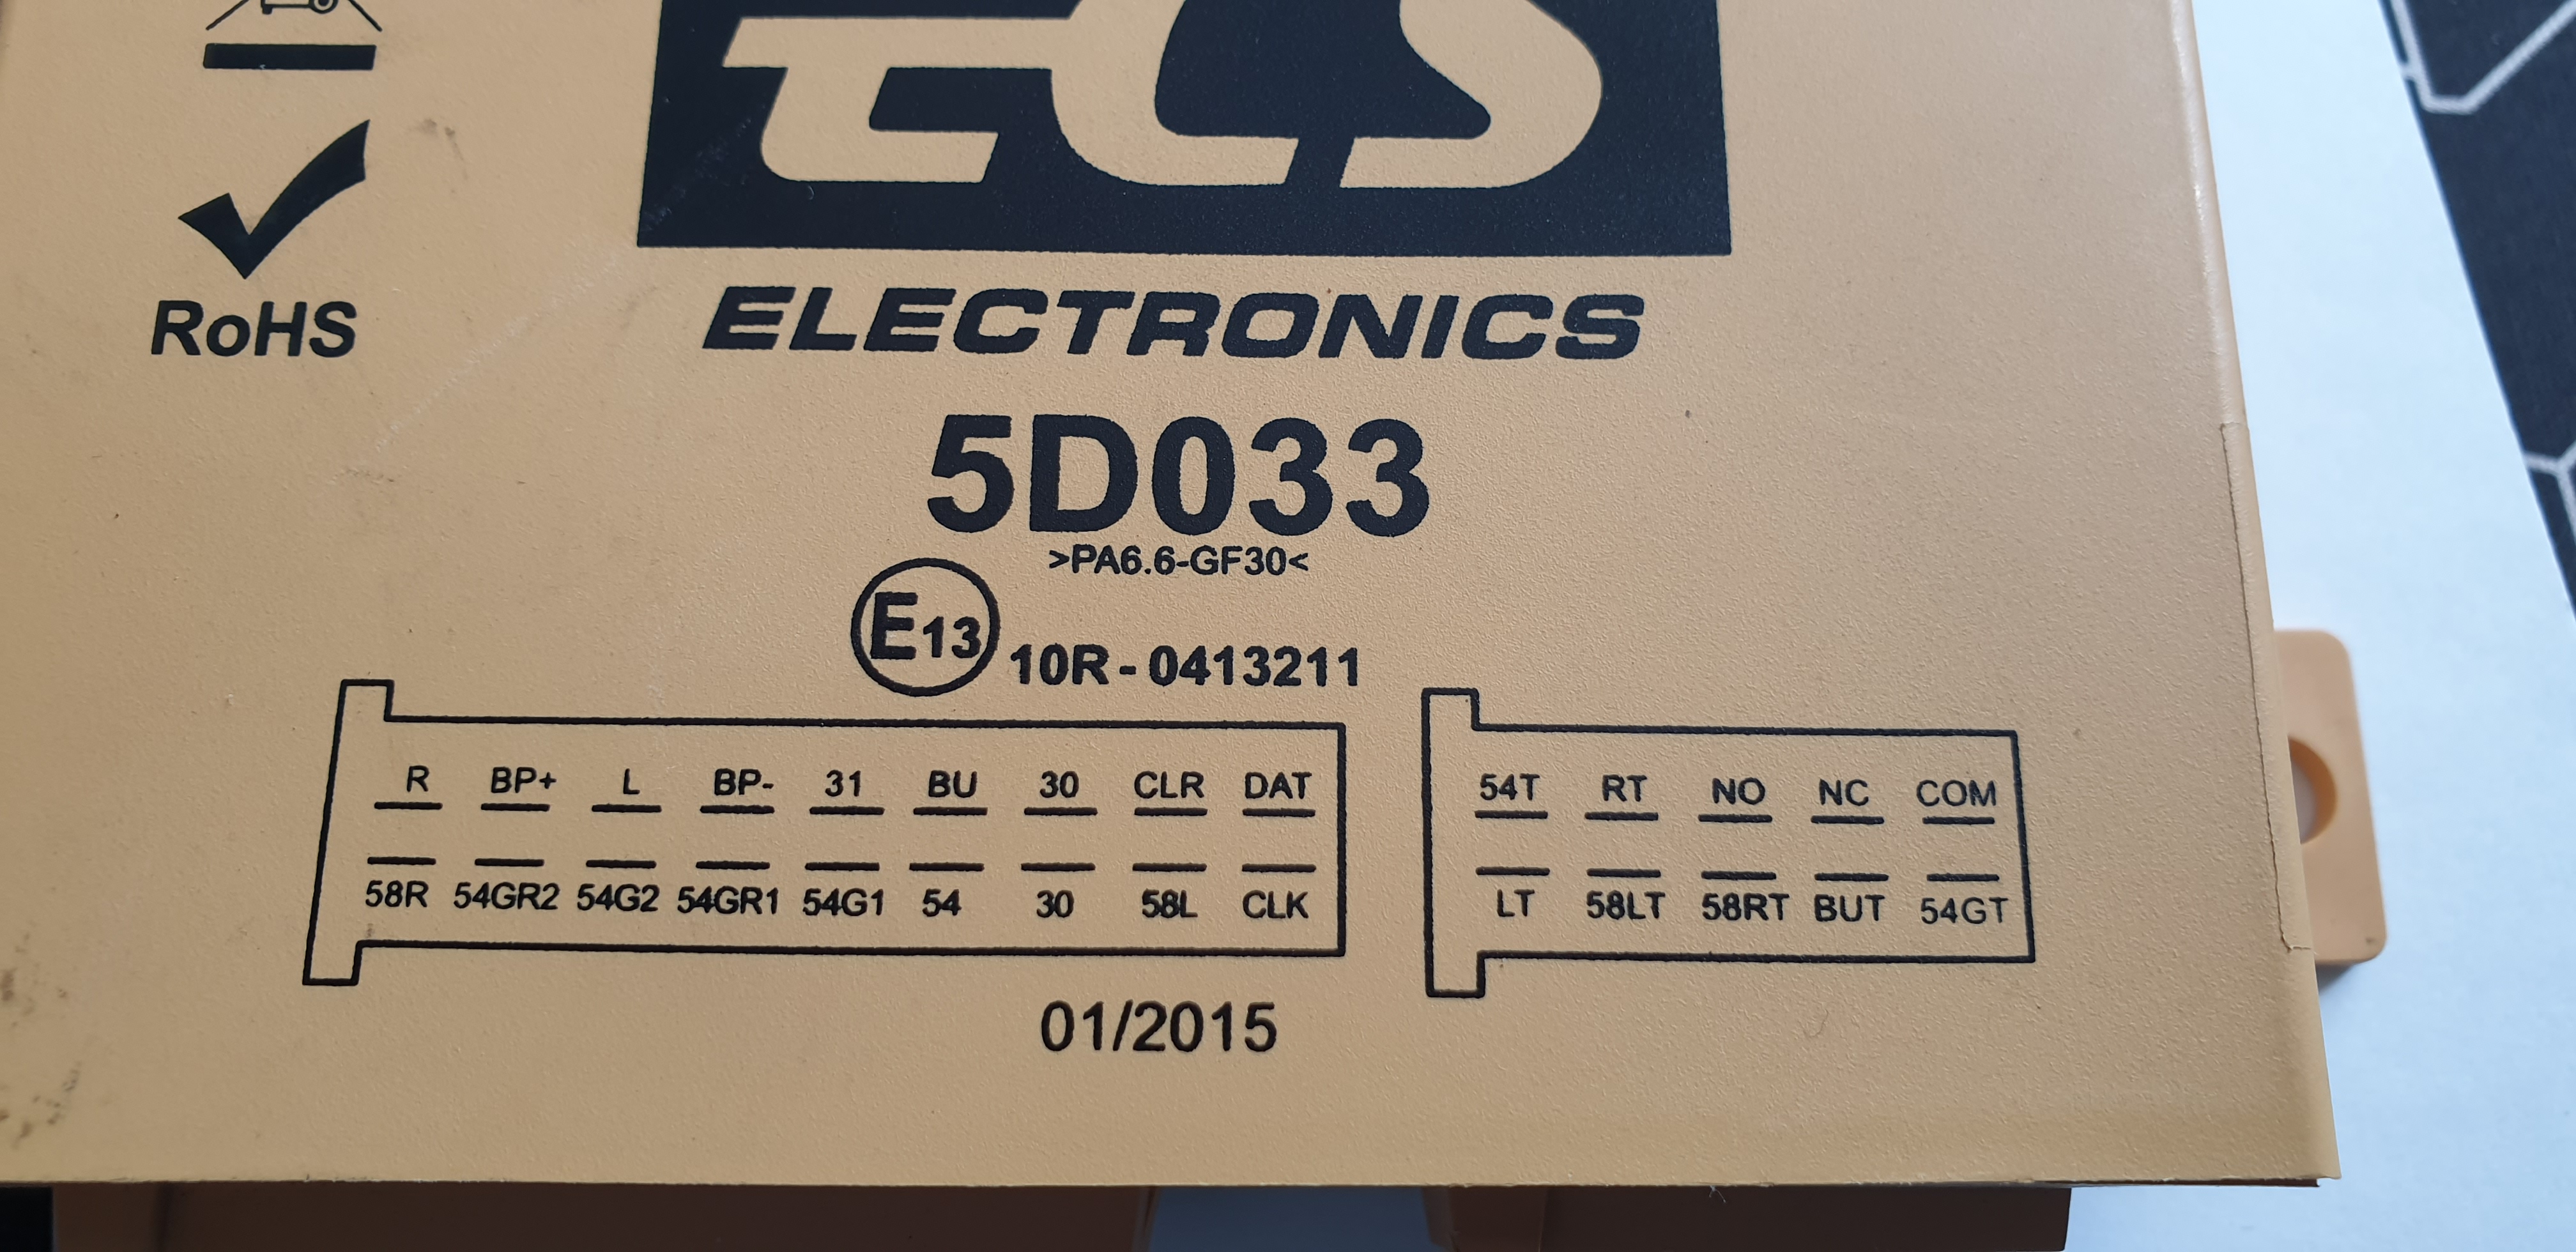 ECS
ELECTRONICS
RoHS
5D033
>PA6.6-GF30<
E13 10R-0413211
R BP+ L BP- 31 BU 30 CLR DAT
58R 54GR2 54G2 54GR1 54G1 54 30 58L CLK
54T RT NO NC COM
LT 58LT 58RT BUT 54GT
01/2015